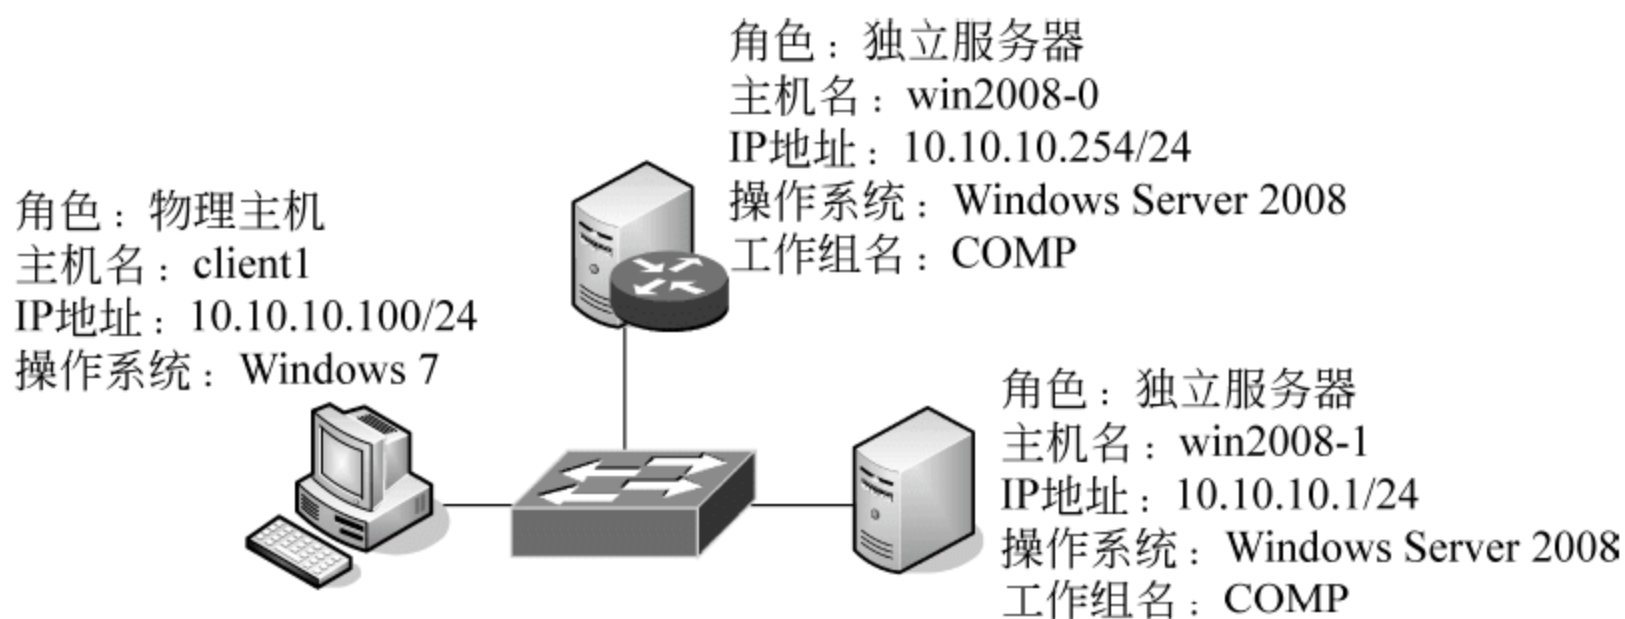 角色：独立服务器
主机名：win2008-0
IP地址：10.10.10.254/24
操作系统：Windows Server 2008
工作组名：COMP
角色：物理主机
主机名：client1
IP地址：10.10.10.100/24
操作系统：Windows 7
角色：独立服务器
主机名：win2008-1
IP地址：10.10.10.1/24
操作系统：Windows Server 2008
工作组名：COMP